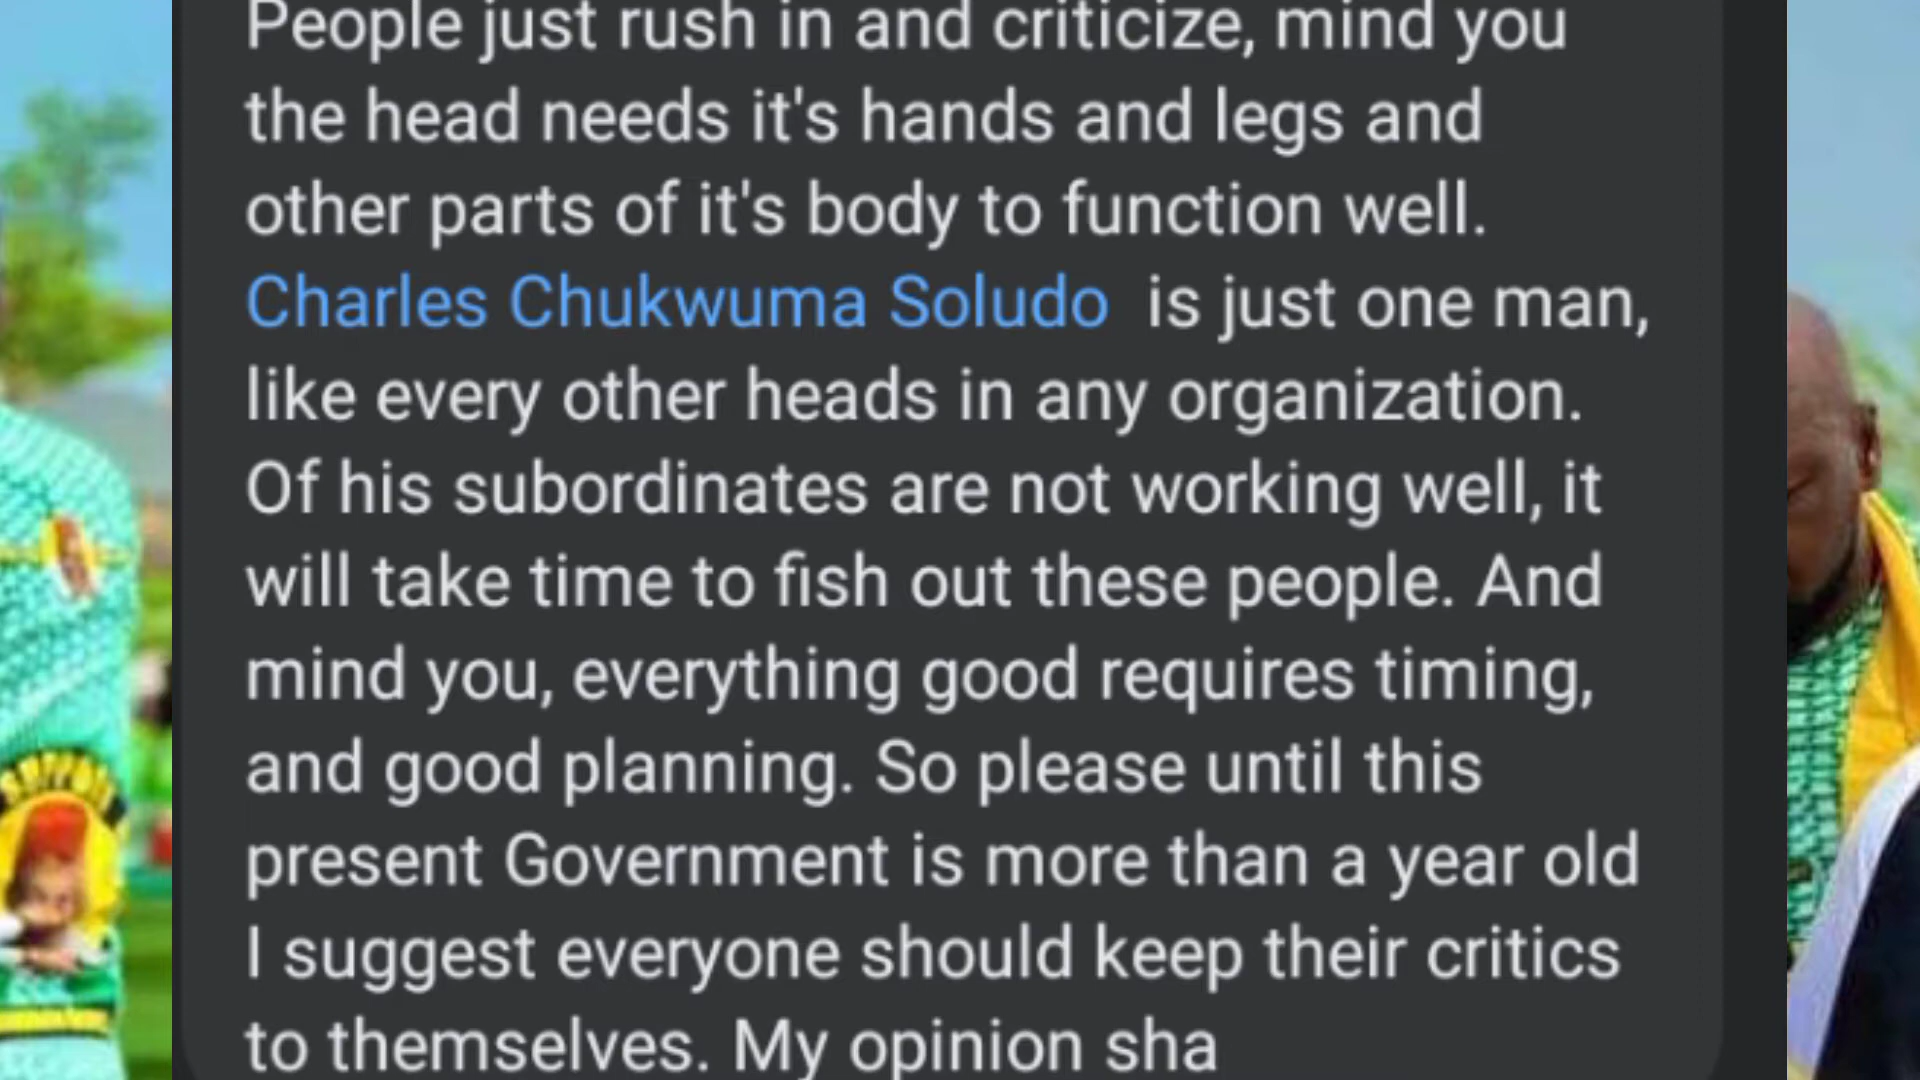 People just rush in and criticize, mind you
the head needs it's hands and legs and
other parts of it's body to function well.
Charles Chukwuma Soludo is just one man,
like every other heads in any organization.
Of his subordinates are not working well, it
will take time to fish out these people. And
mind you, everything good requires timing,
and good planning. So please until this
present Government is more than a year old
I suggest everyone should keep their critics
to themselves. My opinion sha